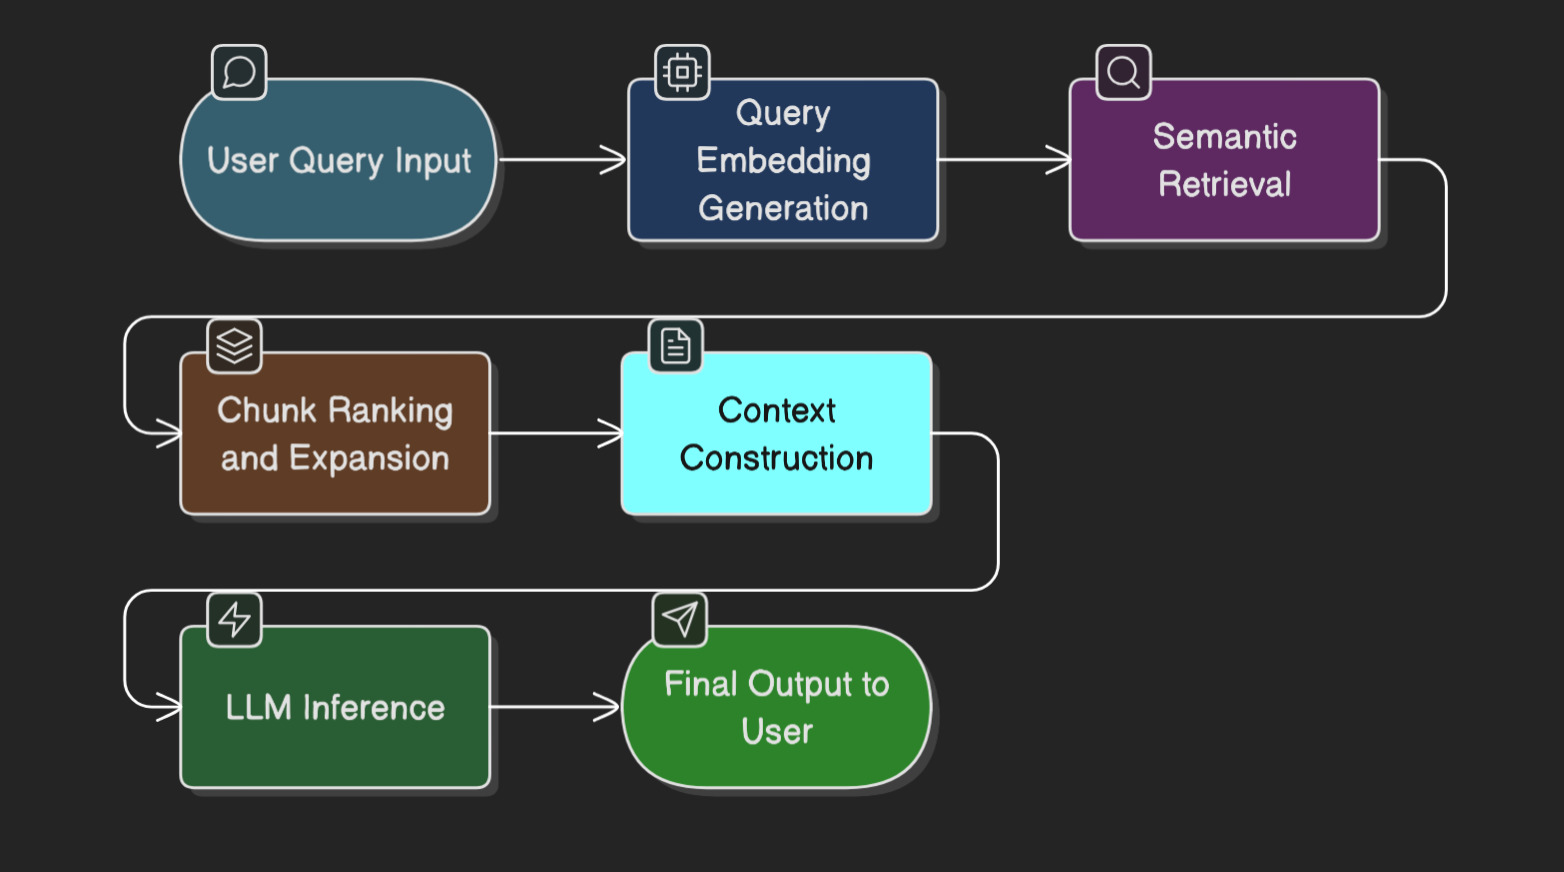 User Query Input
Query
Embedding
Generation
Semantic
Retrieval
Chunk Ranking
and Expansion
Context
Construction
LLM Inference
Final Output to
User